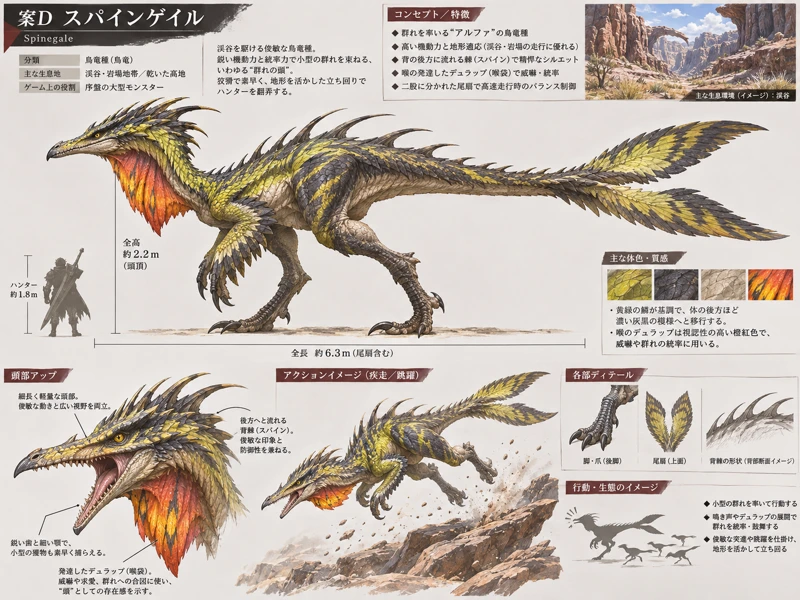 案D スパインゲイル
Spinegale
分類 鳥竜種(鳥竜)
主な生息地 渓谷・岩場地帯/乾いた高地
ゲーム上の役割 序盤の大型モンスター
渓谷を駆ける俊敏な鳥竜種。
鋭い機動力と統率力で小型の群れを束ねる、
いわゆる“群れの頭”。
狡猾で素早く、地形を活かした立ち回りで
ハンターを翻弄する。
コンセプト/特徴
◆ 群れを率いる“アルファ”の鳥竜種
◆ 高い機動力と地形適応(渓谷・岩場の走行に優れる)
◆ 背の後方に流れる棘(スパイン)で精悍なシルエット
◆ 喉の発達したデュラップ(喉袋)で威嚇・統率
◆ 二股に分かれた尾扇で高速走行時のバランス制御
主な生息環境(イメージ):渓谷
ハンター
約1.8m
全高
約2.2m
(頭頂)
全長 約6.3m(尾扇含む)
主な体色・質感
・黄緑の鱗が基調で、体の後方ほど
濃い灰黒の模様へと移行する。
・喉のデュラップは視認性の高い橙紅色で、
威嚇や群れの統率に用いる。
頭部アップ
細長く軽量な頭部。
俊敏な動きと広い視野を両立。
後方へと流れる
背棘(スパイン)。
俊敏な印象と
防御性を兼ねる。
鋭い歯と細い顎で、
小型の獲物も素早く捕らえる。
発達したデュラップ(喉袋)。
威嚇や求愛、群れへの合図に使い、
“頭”としての存在感を示す。
アクションイメージ(疾走/跳躍)
各部ディテール
脚・爪(後脚)
尾扇(上面)
背棘の形状(背部断面イメージ)
行動・生態のイメージ
◆ 小型の群れを率いて行動する
◆ 鳴き声やデュラップの展開で
群れを統率・鼓舞する
◆ 俊敏な突進や跳躍を仕掛け、
地形を活かして立ち回る